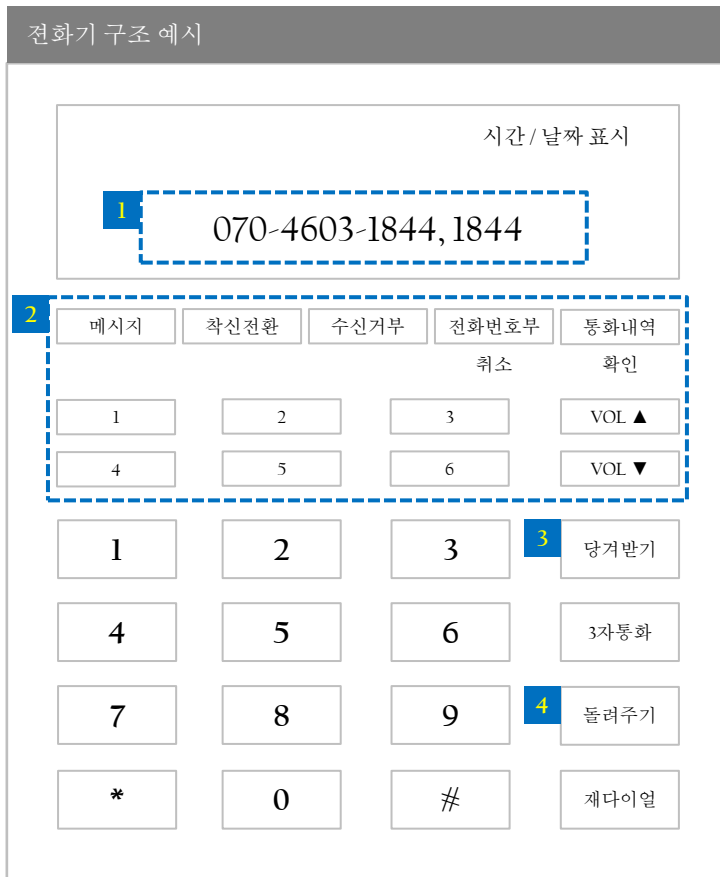 젼화기 구조 예시
시간 / 날짜 표시
1
070-4603-1844, 1844
2
메시지 착신전환 수신거부 전화번호부 통화내역
취소 확인
1 2 3 VOL ▲
4 5 6 VOL ▼
1 2 3 3 당겨받기
4 5 6 3자통화
7 8 9 4 돌려주기
* 0 # 재다이얼